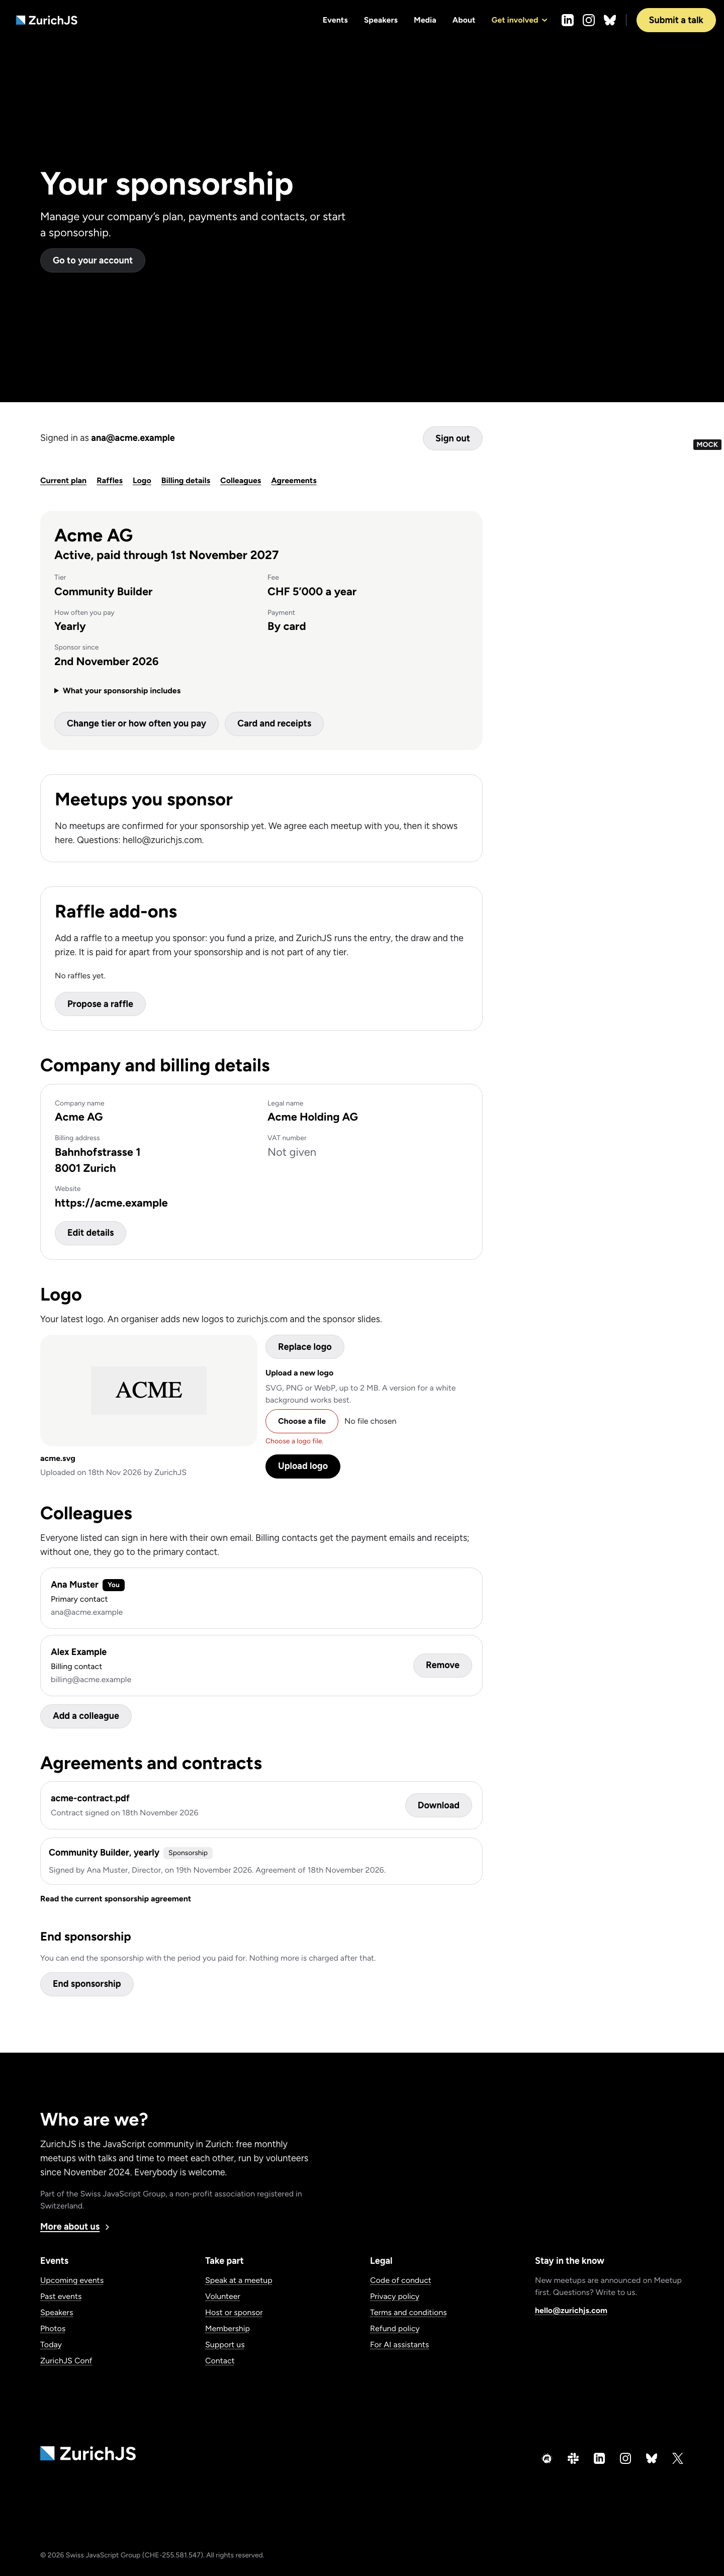 ZurichJS
Events
Speakers
Media
About
Get involved
Submit a talk
Your sponsorship
Manage your company’s plan, payments and contacts, or start
a sponsorship.
Go to your account
Signed in as ana@acme.example
Sign out
MOCK
Current plan
Raffles
Logo
Billing details
Colleagues
Agreements
Acme AG
Active, paid through 1st November 2027
Tier
Community Builder
Fee
CHF 5’000 a year
How often you pay
Yearly
Payment
By card
Sponsor since
2nd November 2026
What your sponsorship includes
Change tier or how often you pay
Card and receipts
Meetups you sponsor
No meetups are confirmed for your sponsorship yet. We agree each meetup with you, then it shows
here. Questions: hello@zurichjs.com.
Raffle add-ons
Add a raffle to a meetup you sponsor: you fund a prize, and ZurichJS runs the entry, the draw and the
prize. It is paid for apart from your sponsorship and is not part of any tier.
No raffles yet.
Propose a raffle
Company and billing details
Company name
Acme AG
Legal name
Acme Holding AG
Billing address
Bahnhofstrasse 1
8001 Zurich
VAT number
Not given
Website
https://acme.example
Edit details
Logo
Your latest logo. An organiser adds new logos to zurichjs.com and the sponsor slides.
ACME
acme.svg
Uploaded on 18th Nov 2026 by ZurichJS
Replace logo
Upload a new logo
SVG, PNG or WebP, up to 2 MB. A version for a white
background works best.
Choose a file
No file chosen
Choose a logo file.
Upload logo
Colleagues
Everyone listed can sign in here with their own email. Billing contacts get the payment emails and receipts;
without one, they go to the primary contact.
Ana Muster
You
Primary contact
ana@acme.example
Alex Example
Billing contact
billing@acme.example
Remove
Add a colleague
Agreements and contracts
acme-contract.pdf
Contract signed on 18th November 2026
Download
Community Builder, yearly
Sponsorship
Signed by Ana Muster, Director, on 19th November 2026. Agreement of 18th November 2026.
Read the current sponsorship agreement
End sponsorship
You can end the sponsorship with the period you paid for. Nothing more is charged after that.
End sponsorship
Who are we?
ZurichJS is the JavaScript community in Zurich: free monthly
meetups with talks and time to meet each other, run by volunteers
since November 2024. Everybody is welcome.
Part of the Swiss JavaScript Group, a non-profit association registered in
Switzerland.
More about us
Events
Upcoming events
Past events
Speakers
Photos
Today
ZurichJS Conf
Take part
Speak at a meetup
Volunteer
Host or sponsor
Membership
Support us
Contact
Legal
Code of conduct
Privacy policy
Terms and conditions
Refund policy
For AI assistants
Stay in the know
New meetups are announced on Meetup
first. Questions? Write to us.
hello@zurichjs.com
ZurichJS
© 2026 Swiss JavaScript Group (CHE-255.581.547). All rights reserved.